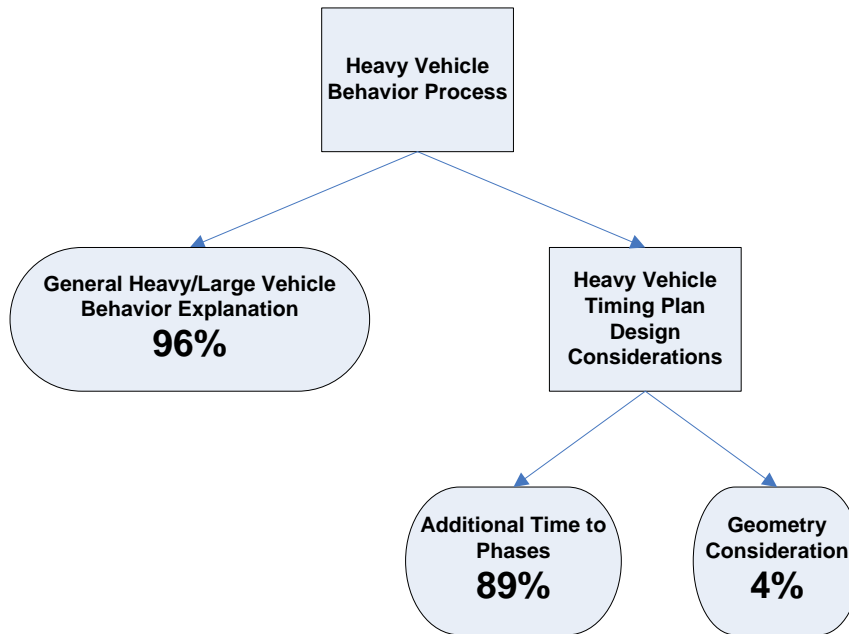 Heavy Vehicle
Behavior Process
General Heavy/Large Vehicle
Behavior Explanation
96%
Heavy Vehicle
Timing Plan
Design
Considerations
Additional Time to
Phases
89%
Geometry
Consideration
4%